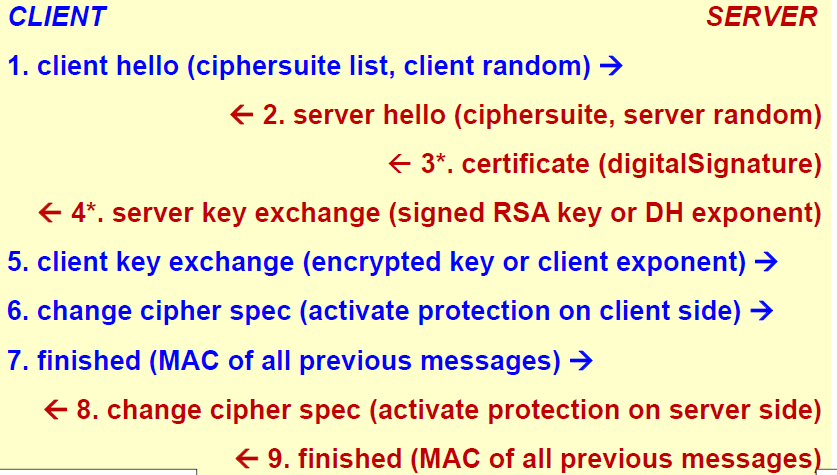 CLIENT SERVER
1. client hello (ciphersuite list, client random) →
← 2. server hello (ciphersuite, server random)
← 3*. certificate (digitalSignature)
← 4*. server key exchange (signed RSA key or DH exponent)
5. client key exchange (encrypted key or client exponent) →
6. change cipher spec (activate protection on client side) →
7. finished (MAC of all previous messages) →
← 8. change cipher spec (activate protection on server side)
← 9. finished (MAC of all previous messages)